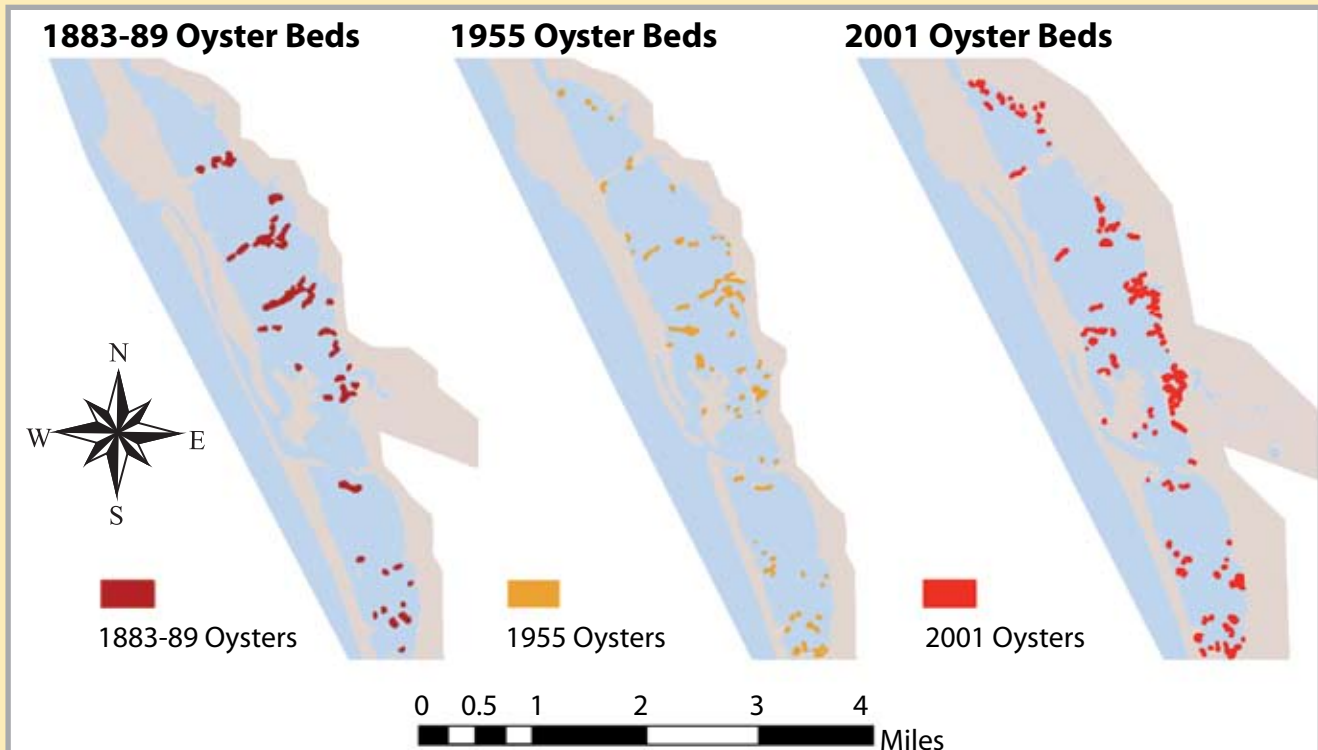 1883-89 Oyster Beds
1955 Oyster Beds
2001 Oyster Beds
N
W
E
S
1883-89 Oysters
1955 Oysters
2001 Oysters
0 0.5 1 2 3 4
Miles